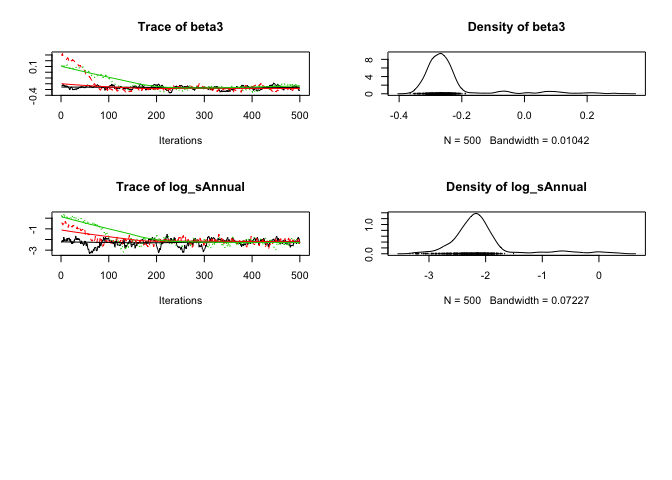 Trace of beta3
0.1
-0.4
0 100 200 300 400 500
Iterations
Density of beta3
8
4
0
-0.4 -0.2 0.0 0.2
N = 500 Bandwidth = 0.01042
Trace of log_sAnnual
-1
-3
0 100 200 300 400 500
Iterations
Density of log_sAnnual
1.0
0.0
-3 -2 -1 0
N = 500 Bandwidth = 0.07227